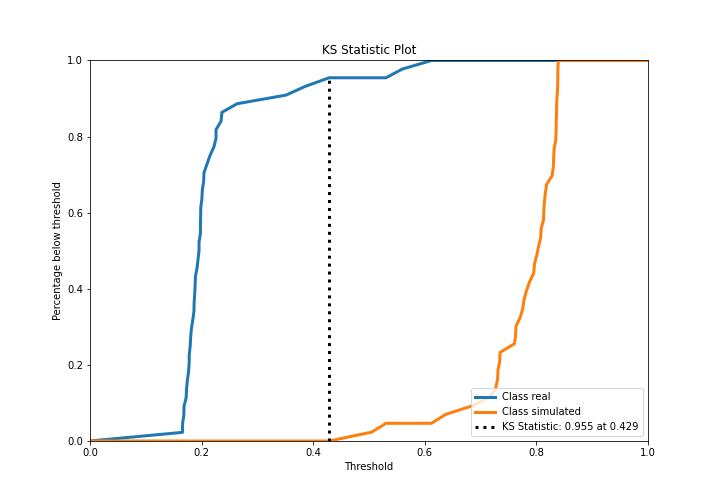 KS Statistic Plot
1.0
0.8
0.6
0.4
0.2
0.0
Percentage below threshold
0.0 0.2 0.4 0.6 0.8 1.0
Threshold
Class real
Class simulated
KS Statistic: 0.955 at 0.429